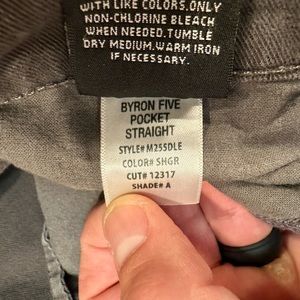 WITH LIKE COLORS.ONLY
NON-CHLORINE BLEACH
WHEN NEEDED.TUMBLE
DRY MEDIUM.WARM IRON
IF NECESSARY.
BYRON FIVE
POCKET
STRAIGHT
STYLE# M255DLE
COLOR# SHGR
CUT# 12317
SHADE# A